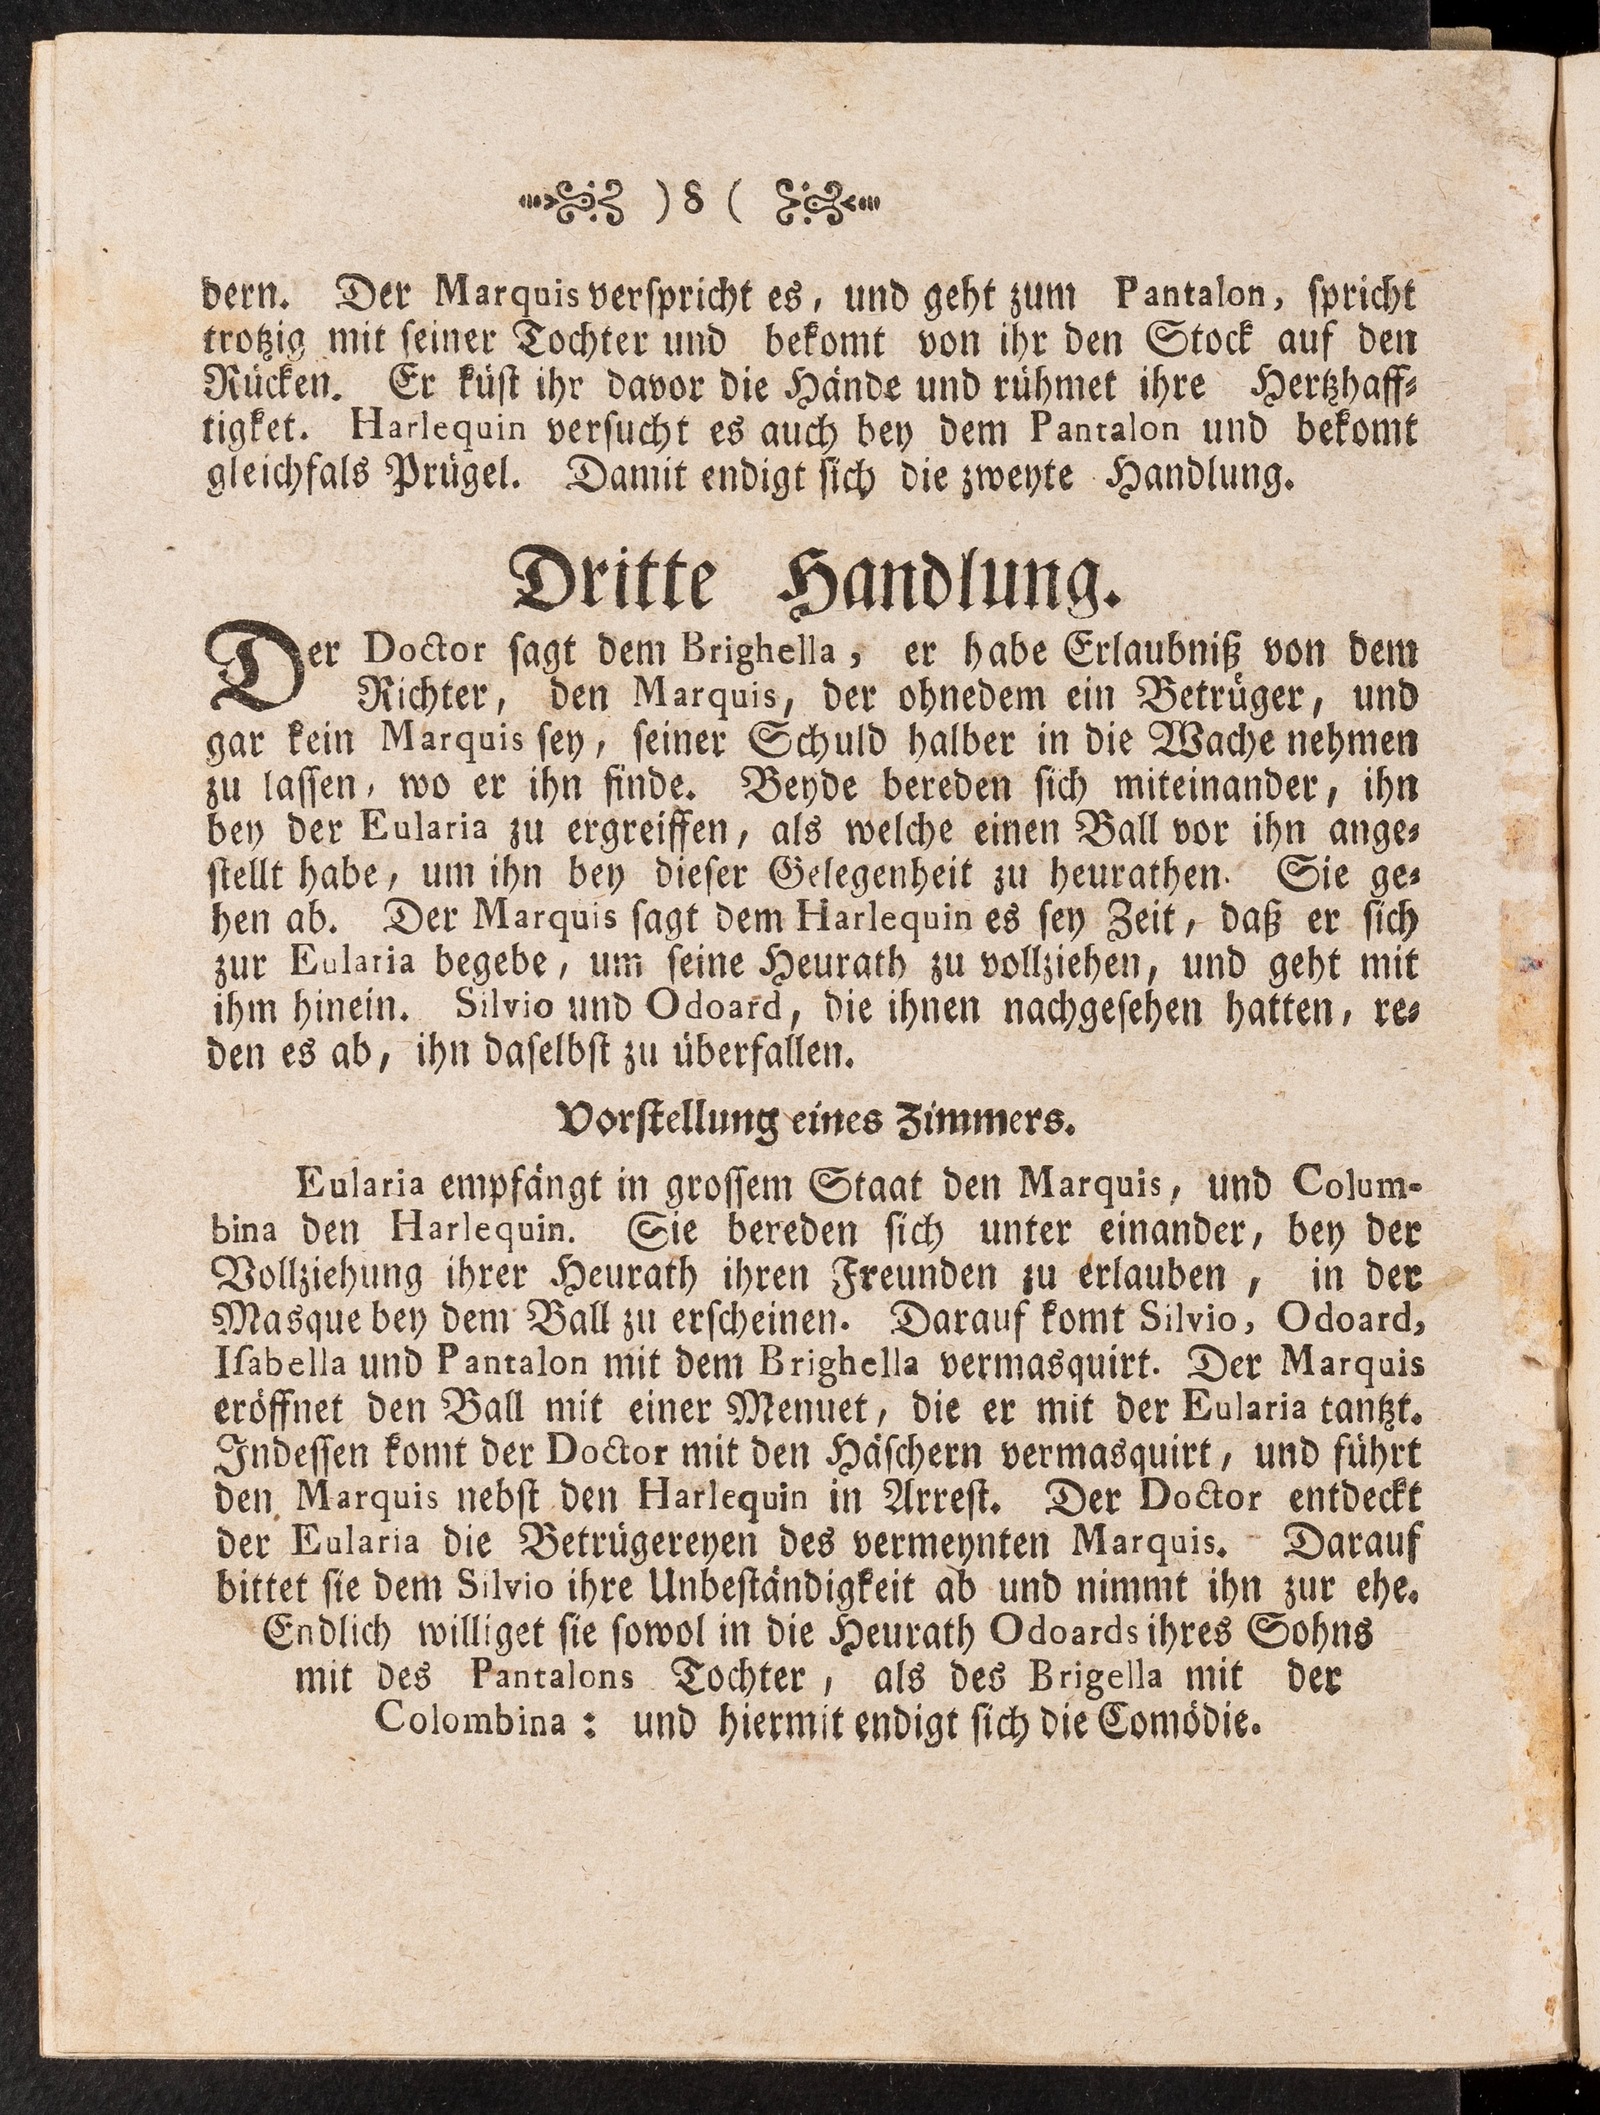 ) 8 (
dern. Der Marquis verspricht es, und geht zum Pantalon, spricht
trotzig mit seiner Tochter und bekomt von ihr den Stock auf den
Rücken. Er küst ihr davor die Hände und rühmet ihre Hertzhaff-
tigket. Harlequin versucht es auch bey dem Pantalon und bekomt
gleichfals Prügel. Damit endigt sich die zweyte Handlung.
Dritte Handlung.
Der Doctor sagt dem Brighella, er habe Erlaubniß von dem
Richter, den Marquis, der ohnedem ein Betrüger, und
gar kein Marquis sey, seiner Schuld halber in die Wache nehmen
zu lassen, wo er ihn finde. Beyde bereden sich miteinander, ihn
bey der Eularia zu ergreiffen, als welche einen Ball vor ihn ange-
stellt habe, um ihn bey dieser Gelegenheit zu heurathen. Sie ge-
hen ab. Der Marquis sagt dem Harlequin es sey Zeit, daß er sich
zur Eularia begebe, um seine Heurath zu vollziehen, und geht mit
ihm hinein. Silvio und Odoard, die ihnen nachgesehen hatten, re-
den es ab, ihn daselbst zu überfallen.
Vorstellung eines Zimmers.
Eularia empfängt in grossem Staat den Marquis, und Colum-
bina den Harlequin. Sie bereden sich unter einander, bey der
Vollziehung ihrer Heurath ihren Freunden zu erlauben, in der
Masque bey dem Ball zu erscheinen. Darauf komt Silvio, Odoard,
Isabella und Pantalon mit dem Brighella vermasquirt. Der Marquis
eröffnet den Ball mit einer Menuet, die er mit der Eularia tantzt.
Indessen komt der Doctor mit den Häschern vermasquirt, und führt
den Marquis nebst den Harlequin in Arrest. Der Doctor entdeckt
der Eularia die Betrügereyen des vermeynten Marquis. Darauf
bittet sie dem Silvio ihre Unbeständigkeit ab und nimmt ihn zur ehe.
Endlich williget sie sowol in die Heurath Odoards ihres Sohns
mit des Pantalons Tochter, als des Brigella mit der
Colombina: und hiermit endigt sich die Comödie.